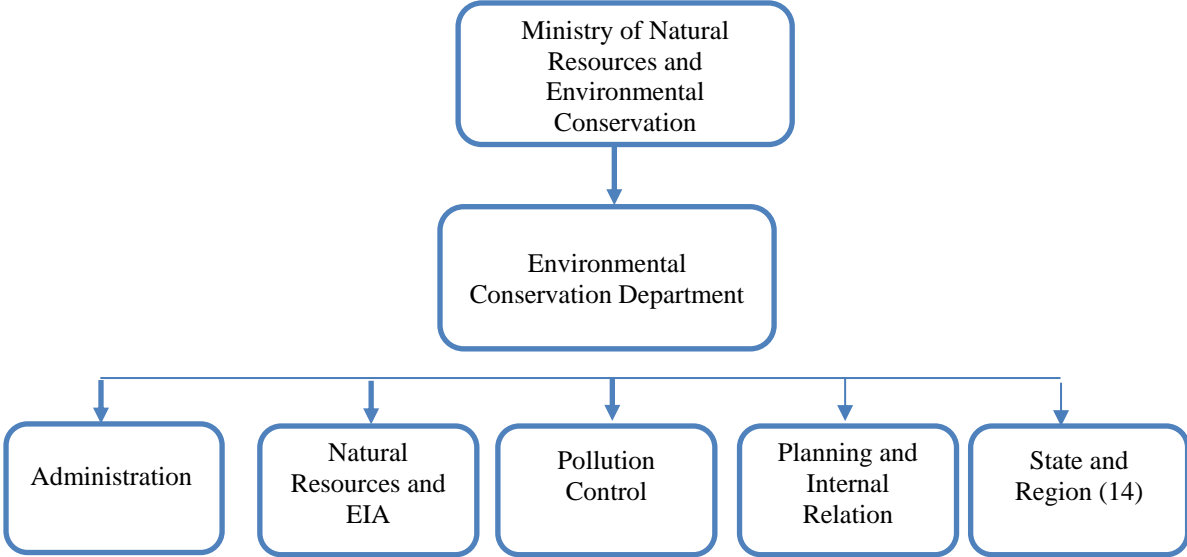 Ministry of Natural
Resources and
Environmental
Conservation
Environmental
Conservation Department
Administration
Natural
Resources and
EIA
Pollution
Control
Planning and
Internal
Relation
State and
Region (14)